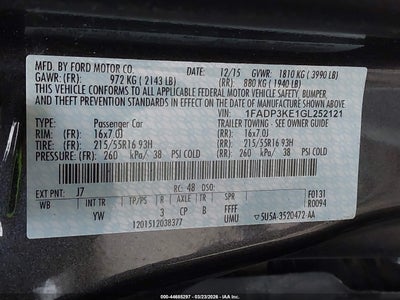 MFD. BY FORD MOTOR CO.
DATE: 12/15 GVWR: 1810 KG ( 3990 LB)
GAWR: (FR): 972 KG ( 2143 LB) (RR): 880 KG ( 1940 LB)
THIS VEHICLE CONFORMS TO ALL APPLICABLE FEDERAL MOTOR VEHICLE SAFETY, BUMPER,
AND THEFT PREVENTION STANDARDS IN EFFECT ON THE DATE OF MANUFACTURE SHOWN ABOVE.
VIN: 1FADP3KE1GL252121
TYPE: Passenger Car TRAILER TOWING - SEE OWNER GUIDE
RIM: (FR): 16x7.0J (RR): 16x7.0J
TIRE: (FR): 215/55R16 93H (RR): 215/55R16 93H
PRESSURE: (FR): 260 kPa/ 38 PSI COLD (RR): 260 kPa/ 38 PSI COLD
EXT PNT: J7 RC: 48 DSO: F0131
WB INT TR TP/PS R AXLE TR SPR R0094
YW 3 CP B FFFF
1201512038377 UMU 5U5A-3520472-AA
000-44685297 - 03/23/2026 - IAAHC